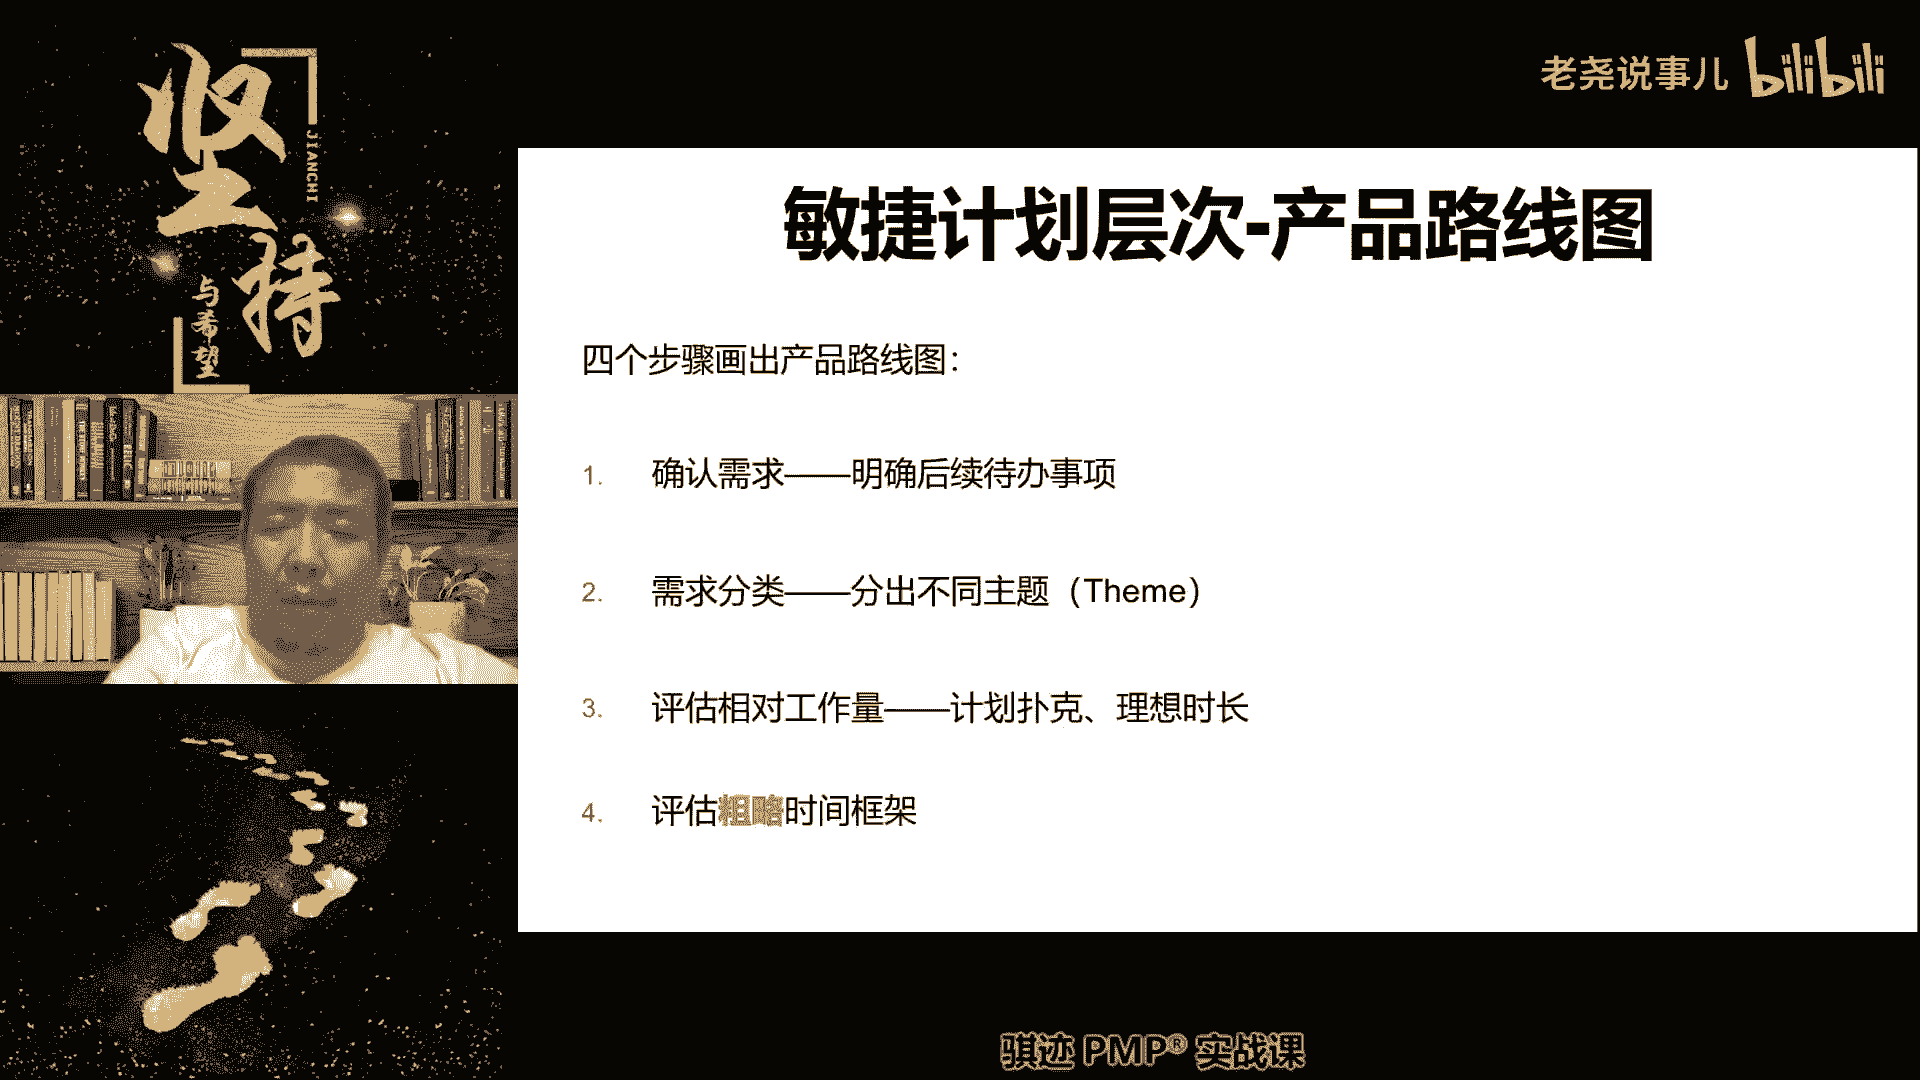 坚持
JIANCHI
与希望
老尧说事儿 bilibili
敏捷计划层次-产品路线图
四个步骤画出产品路线图：
1. 确认需求——明确后续待办事项
2. 需求分类——分出不同主题（Theme）
3. 评估相对工作量——计划扑克、理想时长
4. 评估粗略时间框架
骐迹 PMP® 实战课